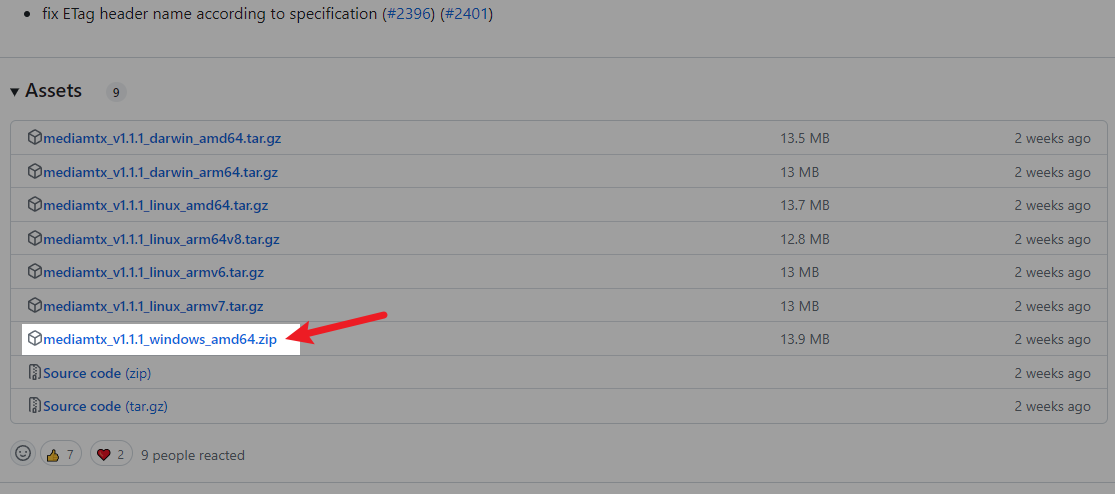 fix ETag header name according to specification (#2396) (#2401)
Assets 9
mediamtx_v1.1.1_darwin_amd64.tar.gz 13.5 MB 2 weeks ago
mediamtx_v1.1.1_darwin_arm64.tar.gz 13 MB 2 weeks ago
mediamtx_v1.1.1_linux_amd64.tar.gz 13.7 MB 2 weeks ago
mediamtx_v1.1.1_linux_arm64v8.tar.gz 12.8 MB 2 weeks ago
mediamtx_v1.1.1_linux_armv6.tar.gz 13 MB 2 weeks ago
mediamtx_v1.1.1_linux_armv7.tar.gz 13 MB 2 weeks ago
mediamtx_v1.1.1_windows_amd64.zip 13.9 MB 2 weeks ago
Source code (zip) 2 weeks ago
Source code (tar.gz) 2 weeks ago
7 2 9 people reacted